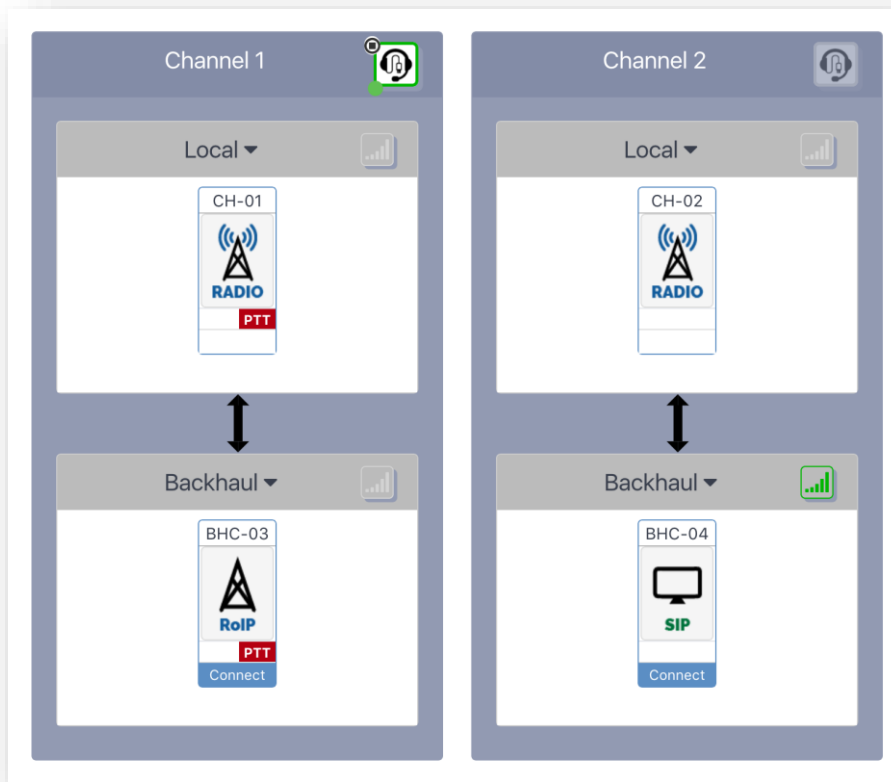 Channel 1
Local
CH-01
RADIO
PTT
Backhaul
BHC-03
RoIP
PTT
Connect
Channel 2
Local
CH-02
RADIO
Backhaul
BHC-04
SIP
Connect